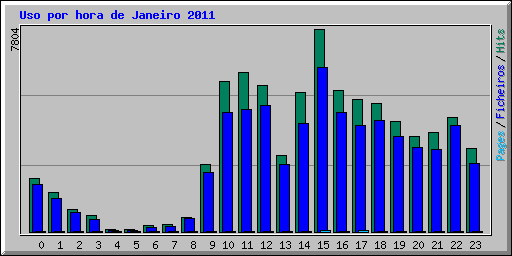 Uso por hora de Janeiro 2011
7804
Pages / Ficheiros / Hits
0 1 2 3 4 5 6 7 8 9 10 11 12 13 14 15 16 17 18 19 20 21 22 23